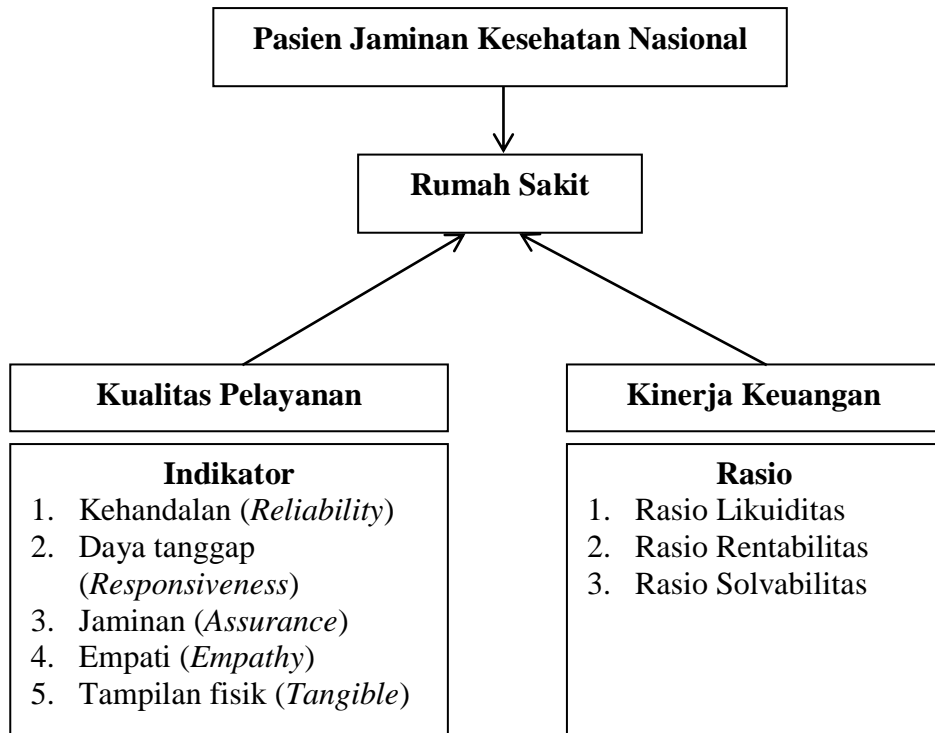 Pasien Jaminan Kesehatan Nasional
Rumah Sakit
Kualitas Pelayanan
Indikator
1. Kehandalan (Reliability)
2. Daya tanggap
(Responsiveness)
3. Jaminan (Assurance)
4. Empati (Empathy)
5. Tampilan fisik (Tangible)
Kinerja Keuangan
Rasio
1. Rasio Likuiditas
2. Rasio Rentabilitas
3. Rasio Solvabilitas